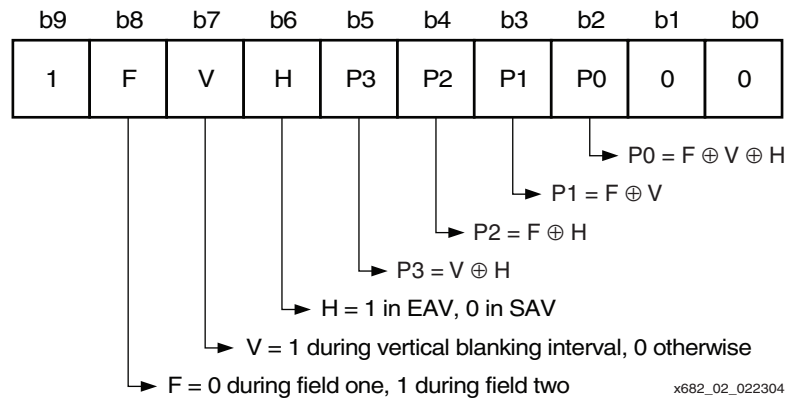 b9 b8 b7 b6 b5 b4 b3 b2 b1 b0
1 F V H P3 P2 P1 P0 0 0
P0 = F ⊕ V ⊕ H
P1 = F ⊕ V
P2 = F ⊕ H
P3 = V ⊕ H
H = 1 in EAV, 0 in SAV
V = 1 during vertical blanking interval, 0 otherwise
F = 0 during field one, 1 during field two
x682_02_022304